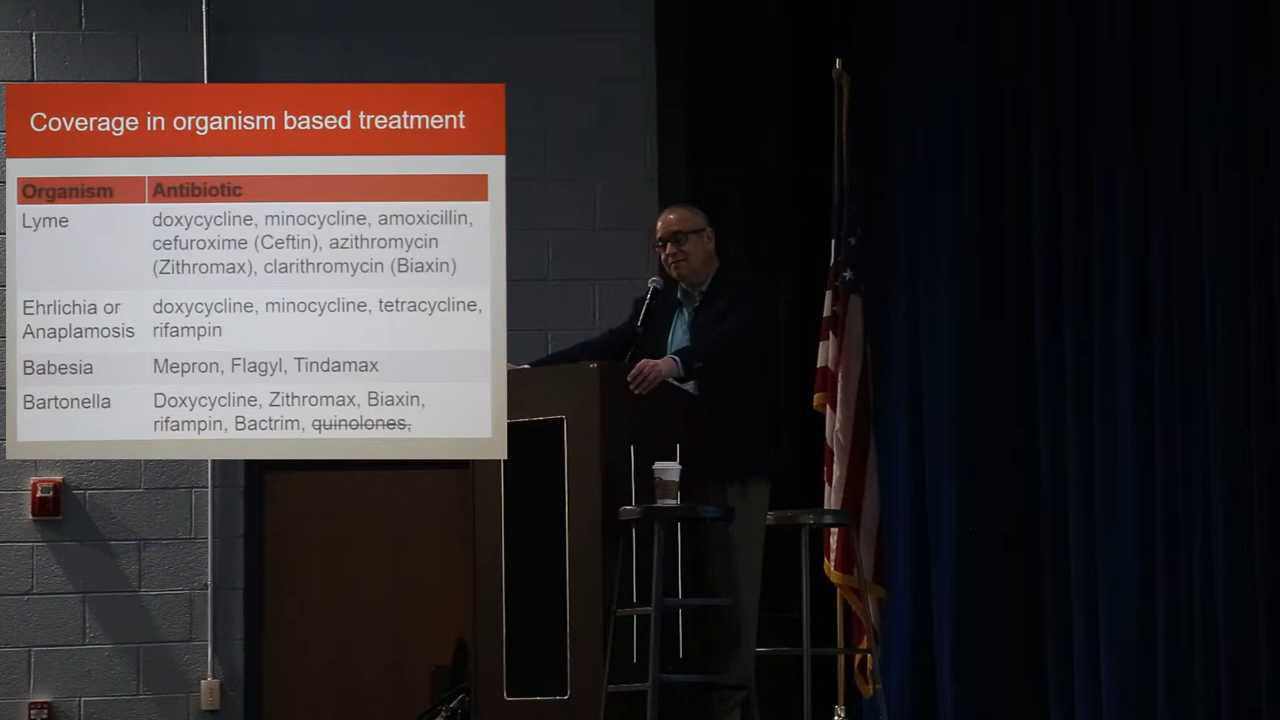 Coverage in organism based treatment
Organism Antibiotic
Lyme doxycycline, minocycline, amoxicillin,
cefuroxime (Ceftin), azithromycin
(Zithromax), clarithromycin (Biaxin)
Ehrlichia or doxycycline, minocycline, tetracycline,
Anaplamosis rifampin
Babesia Mepron, Flagyl, Tindamax
Bartonella Doxycycline, Zithromax, Biaxin,
rifampin, Bactrim, quinolones,